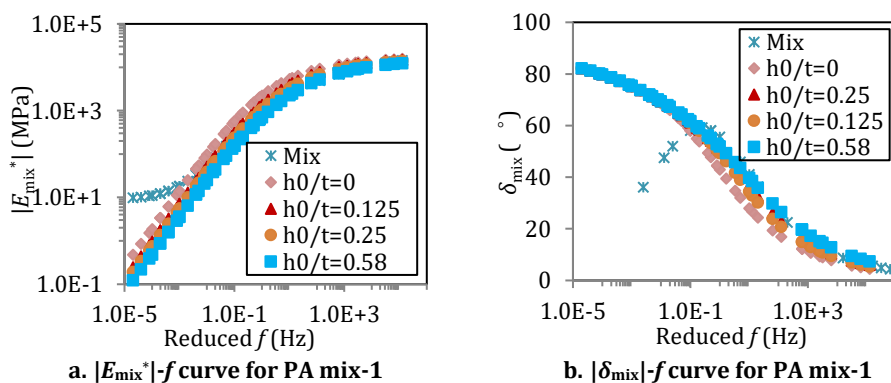 1.0E+5
1.0E+3
1.0E+1
1.0E-1
|E*mix| (MPa)
Mix
h0/t=0
h0/t=0.125
h0/t=0.25
h0/t=0.58
1.0E-5 1.0E-1 1.0E+3
Reduced f (Hz)
a. |Emix*|-f curve for PA mix-1
100
80
60
40
20
0
δmix ( °)
Mix
h0/t=0
h0/t=0.25
h0/t=0.125
h0/t=0.58
1.0E-5 1.0E-1 1.0E+3
Reduced f (Hz)
b. |δmix|-f curve for PA mix-1